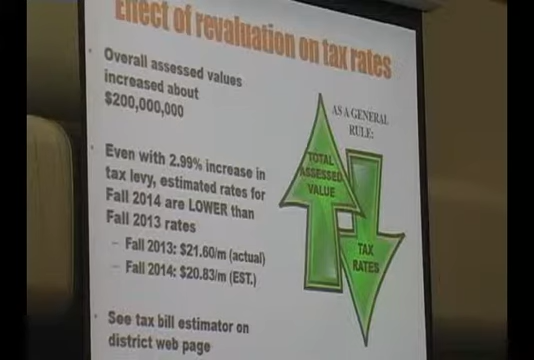 Effect of revaluation on tax rates
• Overall assessed values
increased about
$200,000,000
• Even with 2.99% increase in
tax levy, estimated rates for
Fall 2014 are LOWER than
Fall 2013 rates
– Fall 2013: $21.60/m (actual)
– Fall 2014: $20.83/m (EST.)
• See tax bill estimator on
district web page
AS A GENERAL
RULE:
TOTAL
ASSESSED
VALUE
TAX
RATES